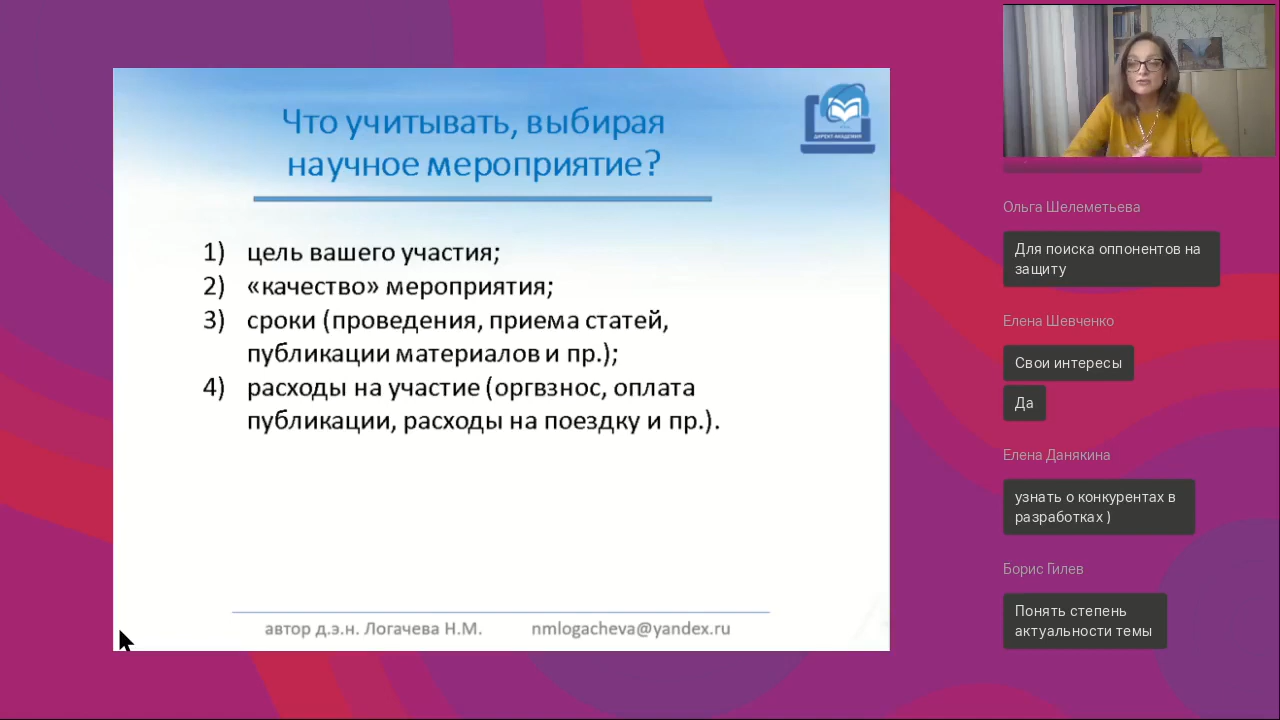 Что учитывать, выбирая
научное мероприятие?
ДИРЕКТ-АКАДЕМИЯ
1) цель вашего участия;
2) «качество» мероприятия;
3) сроки (проведения, приема статей,
публикации материалов и пр.);
4) расходы на участие (оргвзнос, оплата
публикации, расходы на поездку и пр.).
автор д.э.н. Логачева Н.М. nmlogacheva@yandex.ru
Ольга Шелеметьева
Для поиска оппонентов на
защиту
Елена Шевченко
Свои интересы
Да
Елена Данякина
узнать о конкурентах в
разработках )
Борис Гилев
Понять степень
актуальности темы